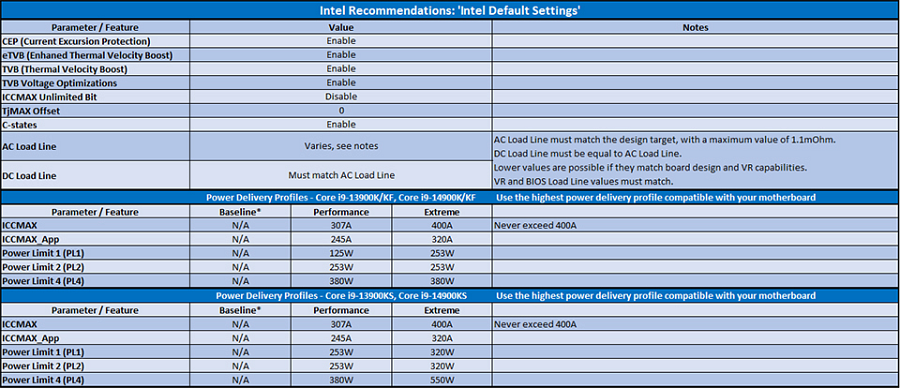 Intel Recommendations: 'Intel Default Settings'
Parameter / Feature Value Notes
CEP (Current Excursion Protection) Enable
eTVB (Enhaned Thermal Velocity Boost) Enable
TVB (Thermal Velocity Boost) Enable
TVB Voltage Optimizations Enable
ICCMAX Unlimited Bit Disable
TjMAX Offset 0
C-states Enable
AC Load Line Varies, see notes
DC Load Line Must match AC Load Line
AC Load Line must match the design target, with a maximum value of 1.1mOhm.
DC Load Line must be equal to AC Load Line.
Lower values are possible if they match board design and VR capabilities.
VR and BIOS Load Line values must match.
Power Delivery Profiles - Core i9-13900K/KF, Core i9-14900K/KF Use the highest power delivery profile compatible with your motherboard
Parameter / Feature Baseline* Performance Extreme
ICCMAX N/A 307A 400A Never exceed 400A
ICCMAX_App N/A 245A 320A
Power Limit 1 (PL1) N/A 125W 253W
Power Limit 2 (PL2) N/A 253W 253W
Power Limit 4 (PL4) N/A 380W 380W
Power Delivery Profiles - Core i9-13900KS, Core i9-14900KS Use the highest power delivery profile compatible with your motherboard
Parameter / Feature Baseline* Performance Extreme
ICCMAX N/A 307A 400A Never exceed 400A
ICCMAX_App N/A 245A 320A
Power Limit 1 (PL1) N/A 253W 320W
Power Limit 2 (PL2) N/A 253W 320W
Power Limit 4 (PL4) N/A 380W 550W